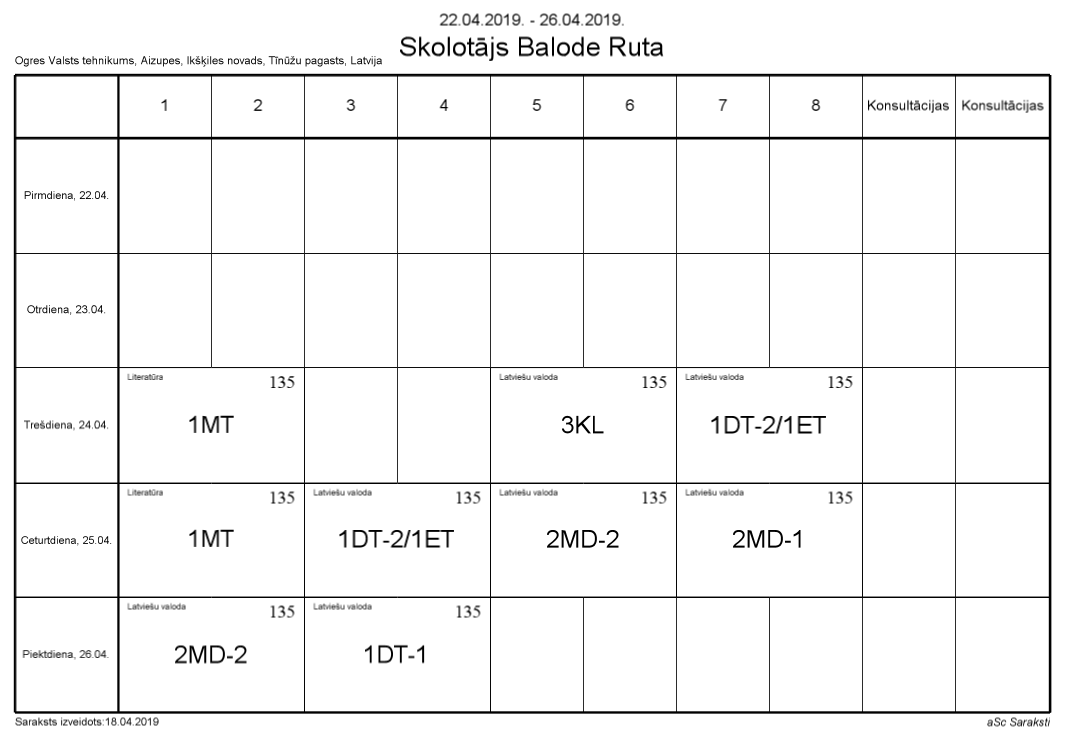 22.04.2019. - 26.04.2019.
Skolotājs Balode Ruta
Ogres Valsts tehnikums, Aizupes, Ikšķiles novads, Tīnūžu pagasts, Latvija
1 2 3 4 5 6 7 8 Konsultācijas Konsultācijas
Pirmdiena, 22.04.
Otrdiena, 23.04.
Literatūra 135 Latviešu valoda 135 Latviešu valoda 135
Trešdiena, 24.04. 1MT 3KL 1DT-2/1ET
Literatūra 135 Latviešu valoda 135 Latviešu valoda 135 Latviešu valoda 135
Ceturtdiena, 25.04. 1MT 1DT-2/1ET 2MD-2 2MD-1
Latviešu valoda 135 Latviešu valoda 135
Piektdiena, 26.04. 2MD-2 1DT-1
Saraksts izveidots:18.04.2019 aSc Saraksti